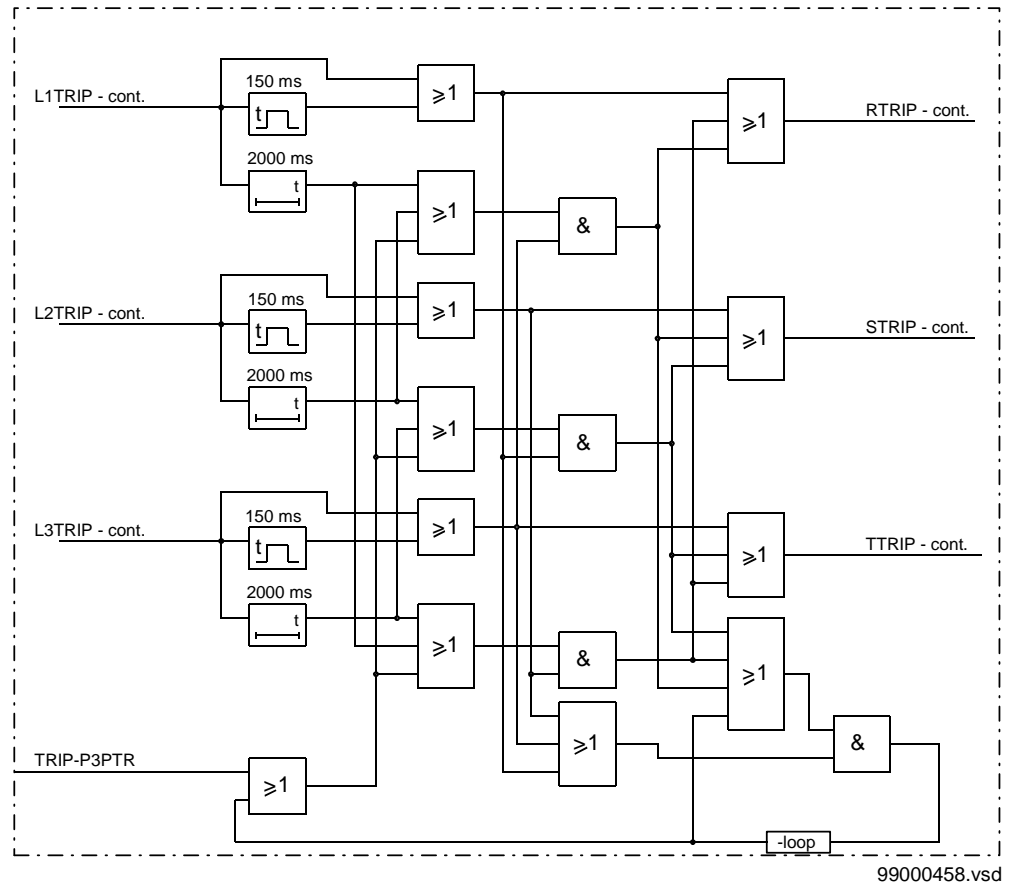 150 ms
≥1
L1TRIP - cont.
t
≥1
RTRIP - cont.
2000 ms
t
≥1
&
150 ms
≥1
L2TRIP - cont.
t
≥1
STRIP - cont.
2000 ms
t
≥1
&
150 ms
≥1
L3TRIP - cont.
t
≥1
TTRIP - cont.
2000 ms
t
≥1
&
≥1
≥1
&
TRIP-P3PTR
≥1
-loop
99000458.vsd